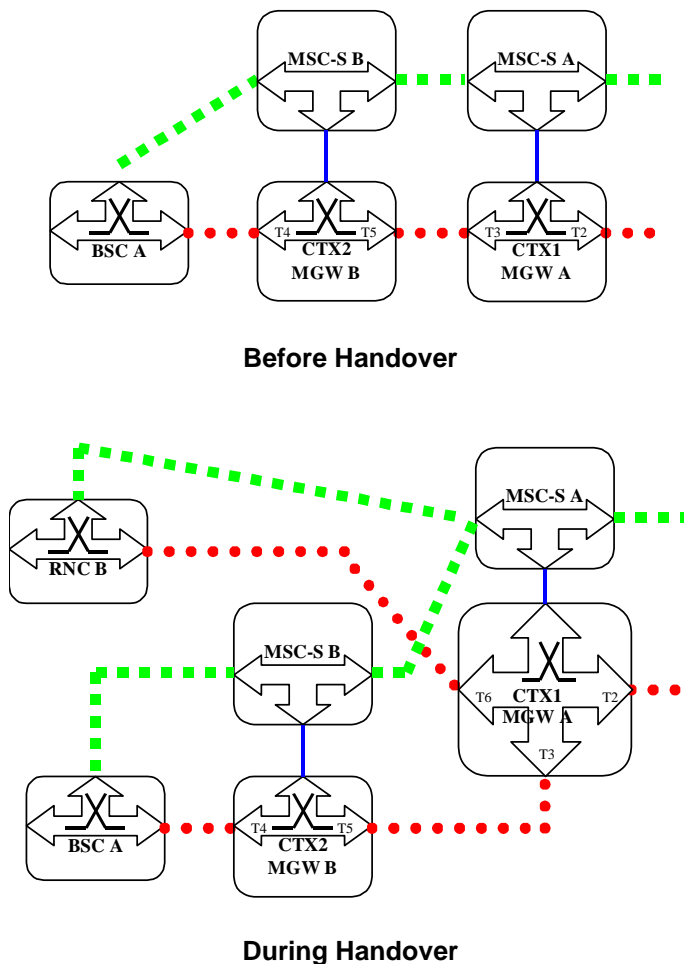 MSC-S B
MSC-S A
T4
T5
T3
T2
BSC A
CTX2
CTX1
MGW B
MGW A
Before Handover
MSC-S A
RNC B
MSC-S B
CTX1
T6
T2
MGW A
T3
BSC A
T4
T5
CTX2
MGW B
During Handover